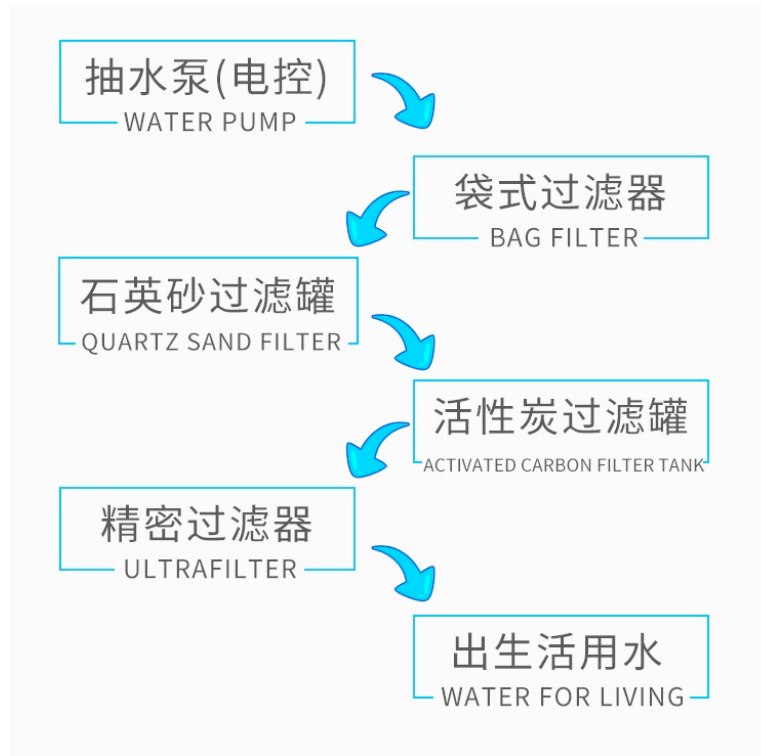 抽水泵(电控)
WATER PUMP
袋式过滤器
BAG FILTER
石英砂过滤罐
QUARTZ SAND FILTER
活性炭过滤罐
ACTIVATED CARBON FILTER TANK
精密过滤器
ULTRAFILTER
出生活用水
WATER FOR LIVING